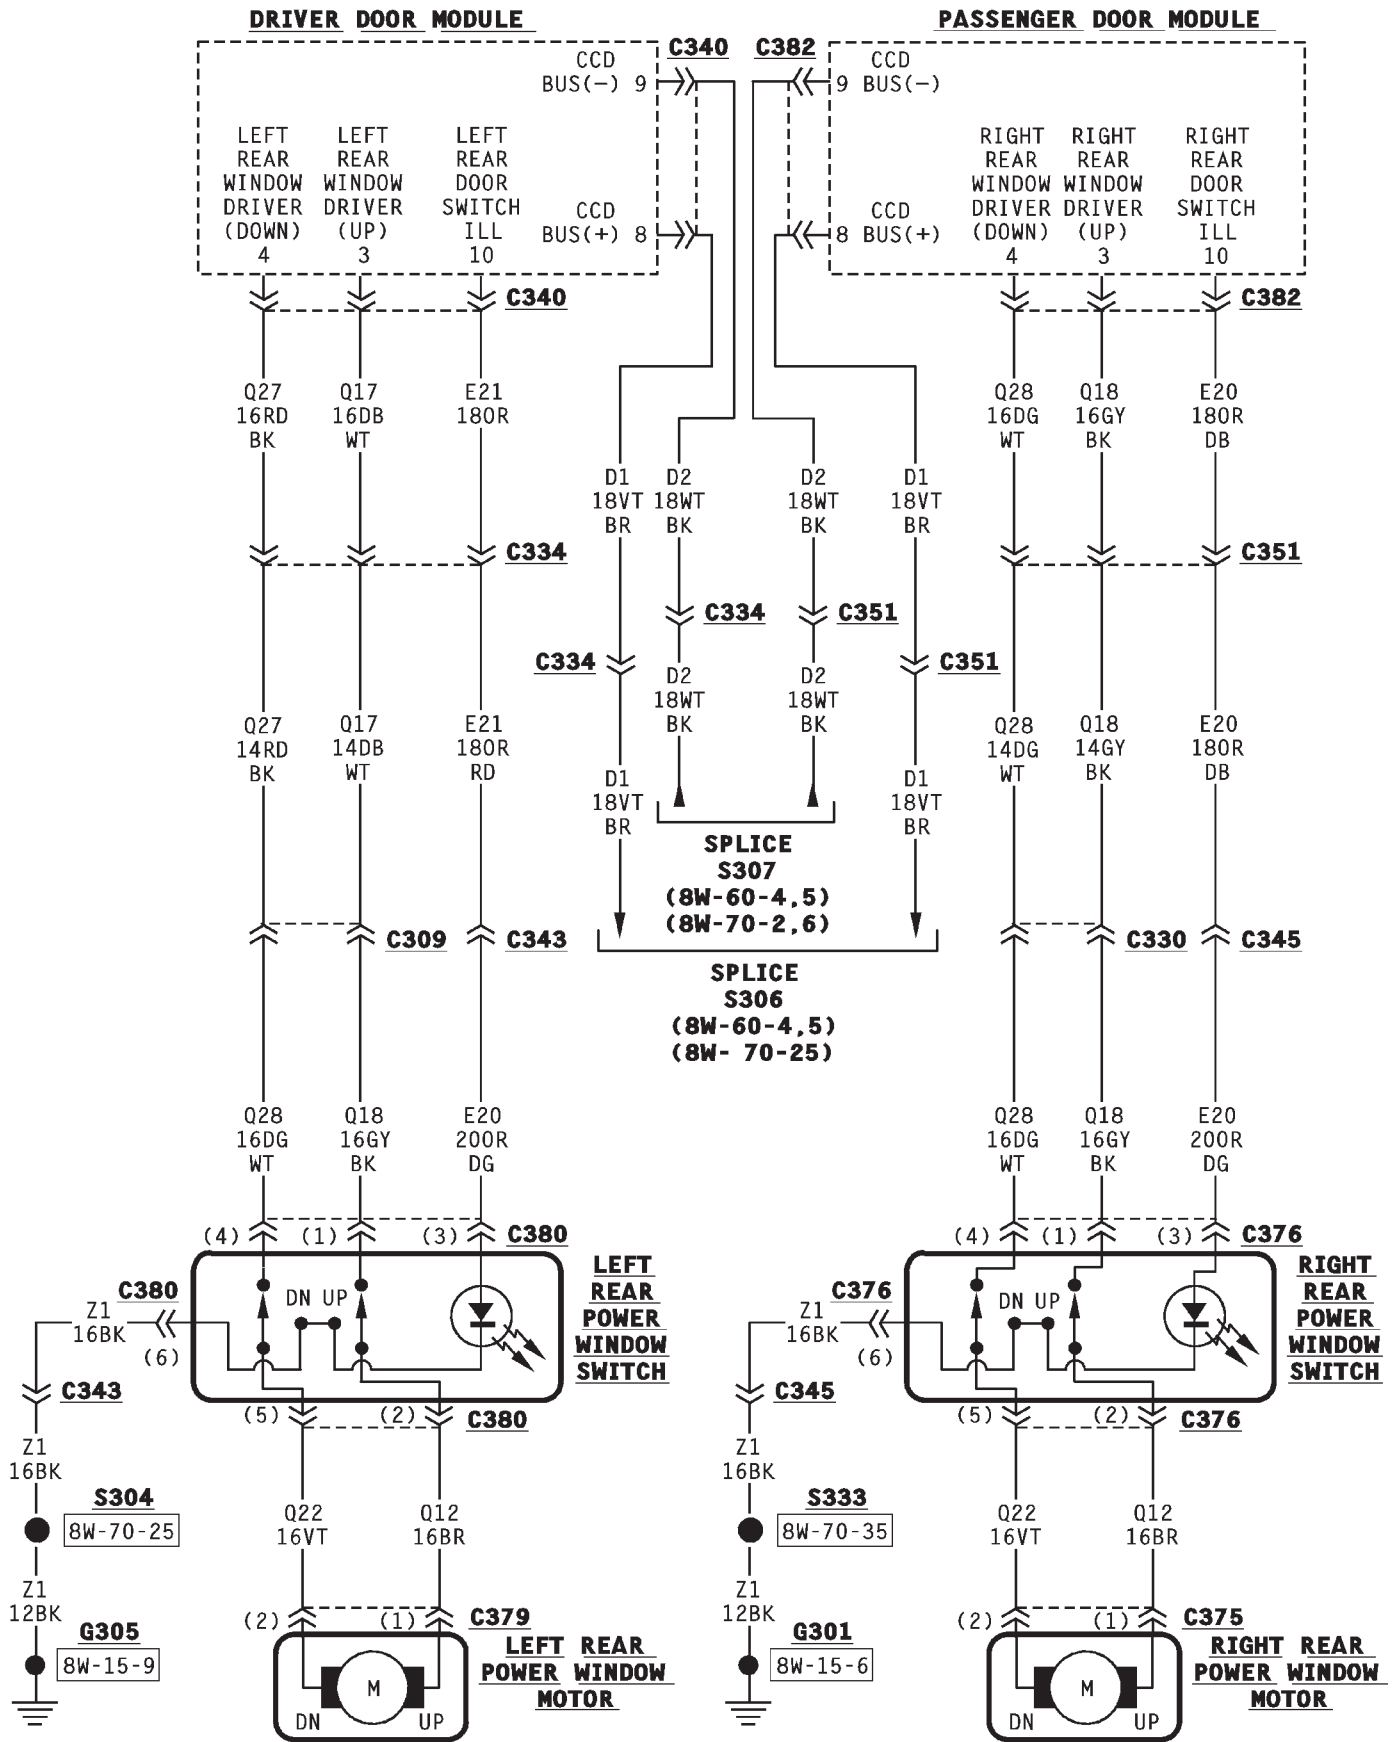 DRIVER DOOR MODULE
PASSENGER DOOR MODULE
C340
C382
CCD
BUS(-) 9
9 BUS(-)
CCD
LEFT
REAR
WINDOW
DRIVER
(DOWN)
4
LEFT
REAR
WINDOW
DRIVER
(UP)
3
LEFT
REAR
DOOR
SWITCH
ILL
10
CCD
BUS(+) 8
CCD
8 BUS(+)
RIGHT
REAR
WINDOW
DRIVER
(DOWN)
4
RIGHT
REAR
WINDOW
DRIVER
(UP)
3
RIGHT
REAR
DOOR
SWITCH
ILL
10
C340
C382
Q27
16RD
BK
Q17
16DB
WT
E21
18OR
Q28
16DG
WT
Q18
16GY
BK
E20
18OR
DB
D1
18VT
BR
D2
18WT
BK
D2
18WT
BK
D1
18VT
BR
C334
C351
C334
C351
C334
C351
D2
18WT
BK
D2
18WT
BK
Q27
14RD
BK
Q17
14DB
WT
E21
18OR
RD
D1
18VT
BR
D1
18VT
BR
Q28
14DG
WT
Q18
14GY
BK
E20
18OR
DB
SPLICE
S307
(8W-60-4,5)
(8W-70-2,6)
C309
C343
C330
C345
SPLICE
S306
(8W-60-4,5)
(8W- 70-25)
Q28
16DG
WT
Q18
16GY
BK
E20
20OR
DG
Q28
16DG
WT
Q18
16GY
BK
E20
20OR
DG
(4)
(1)
(3)
C380
(4)
(1)
(3)
C376
LEFT
REAR
POWER
WINDOW
SWITCH
RIGHT
REAR
POWER
WINDOW
SWITCH
C380
Z1
16BK
(6)
DN UP
C376
Z1
16BK
(6)
DN UP
C343
C345
(5)
(2)
C380
(5)
(2)
C376
Z1
16BK
Z1
16BK
S304
8W-70-25
S333
8W-70-35
Q22
16VT
Q12
16BR
Q22
16VT
Q12
16BR
Z1
12BK
Z1
12BK
(2)
(1)
C379
(2)
(1)
C375
G305
8W-15-9
G301
8W-15-6
LEFT REAR
POWER WINDOW
MOTOR
RIGHT REAR
POWER WINDOW
MOTOR
M
DN
UP
M
DN
UP